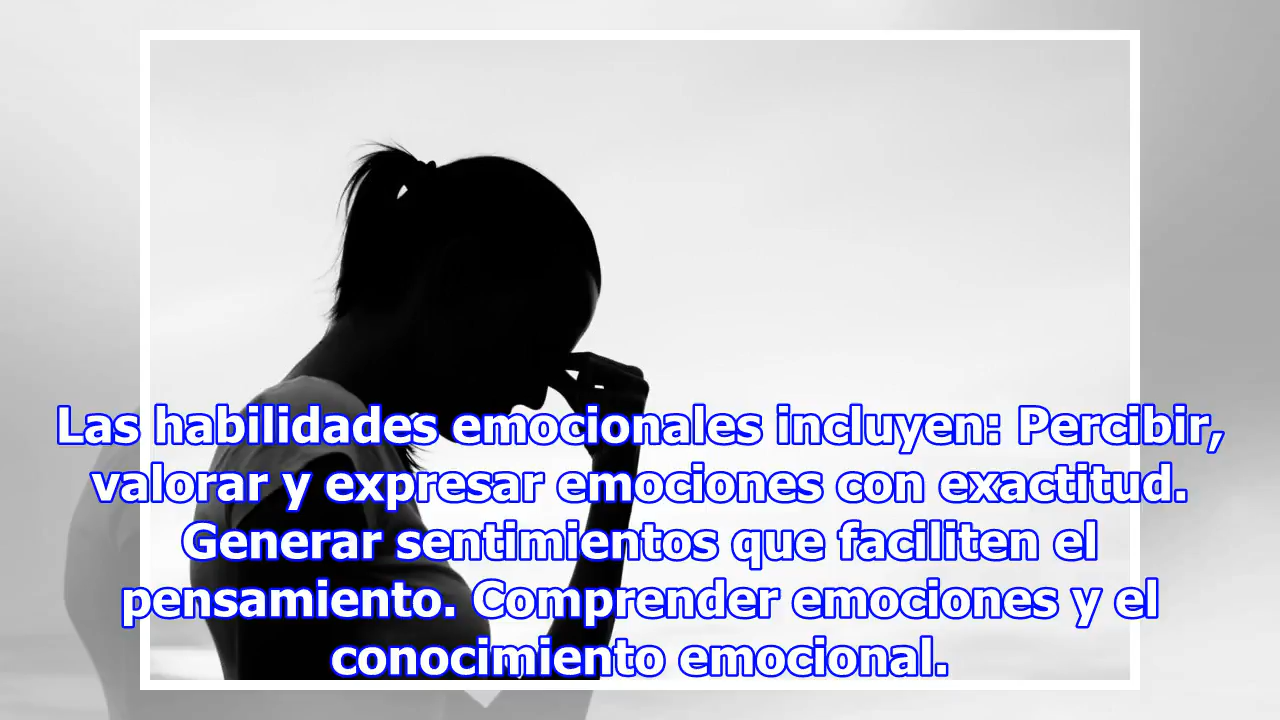 Las habilidades emocionales incluyen: Percibir,
valorar y expresar emociones con exactitud.
Generar sentimientos que faciliten el
pensamiento. Comprender emociones y el
conocimiento emocional.